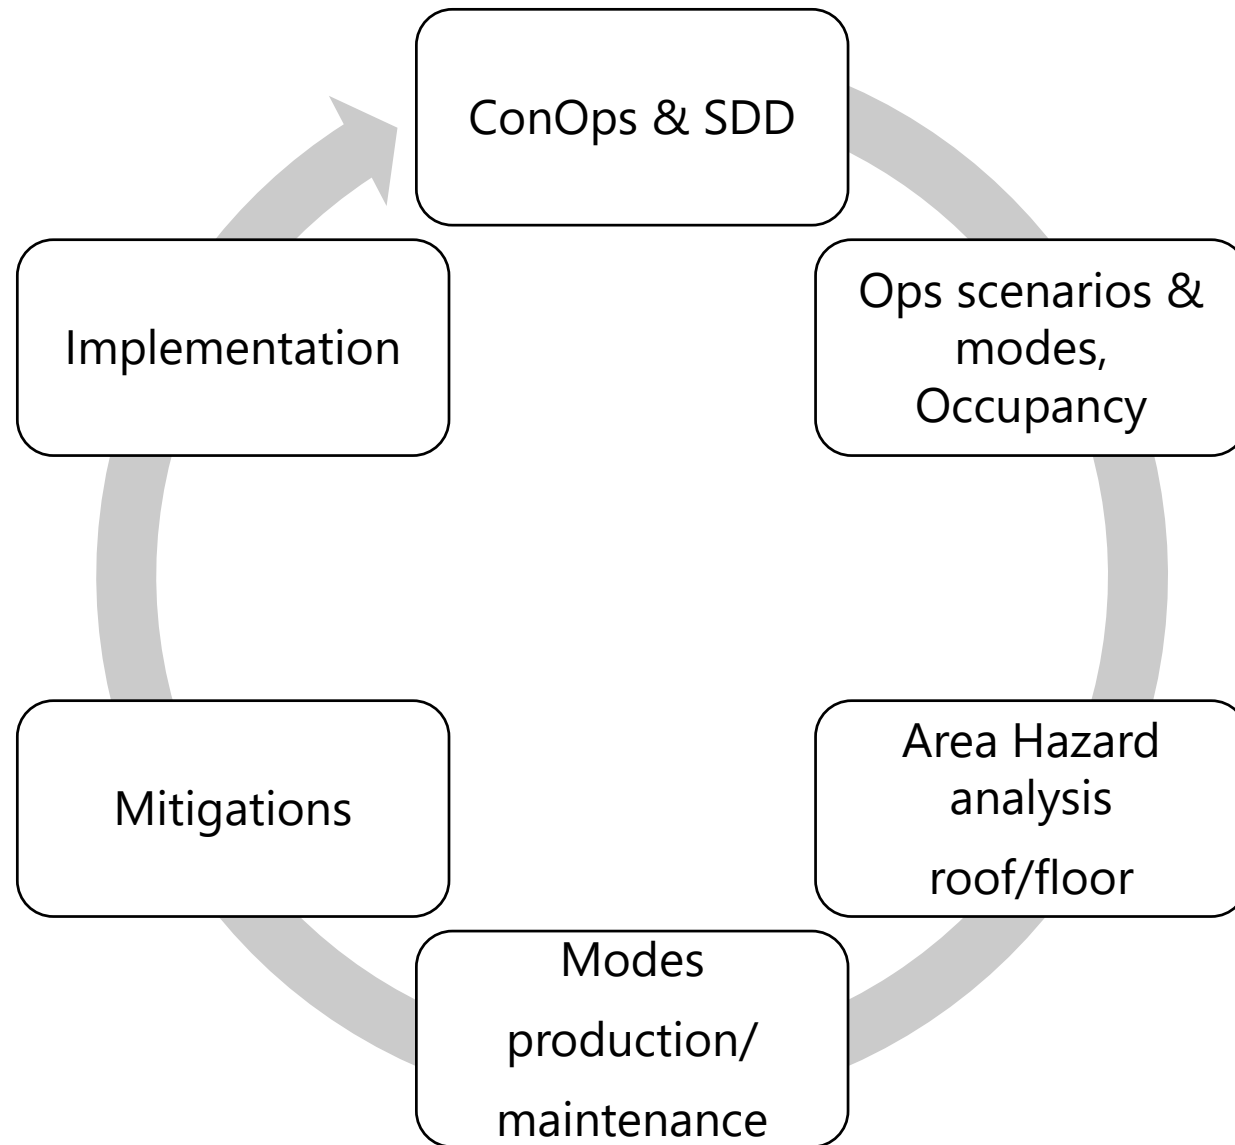 ConOps & SDD
Ops scenarios &
modes,
Occupancy
Area Hazard
analysis
roof/floor
Modes
production/
maintenance
Mitigations
Implementation